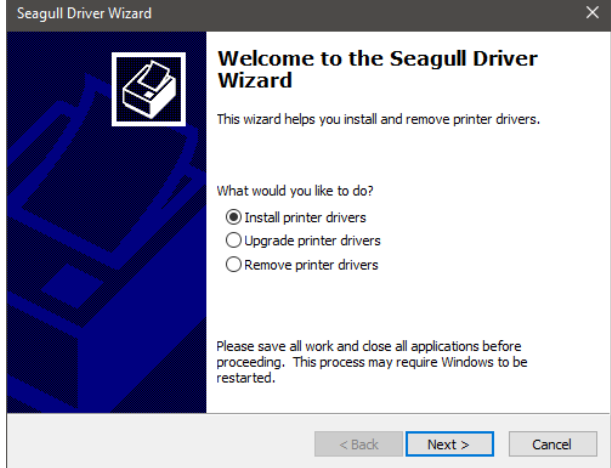 Seagull Driver Wizard
Welcome to the Seagull Driver
Wizard
This wizard helps you install and remove printer drivers.
What would you like to do?
Install printer drivers
Upgrade printer drivers
Remove printer drivers
Please save all work and close all applications before
proceeding. This process may require Windows to be
restarted.
< Back Next > Cancel